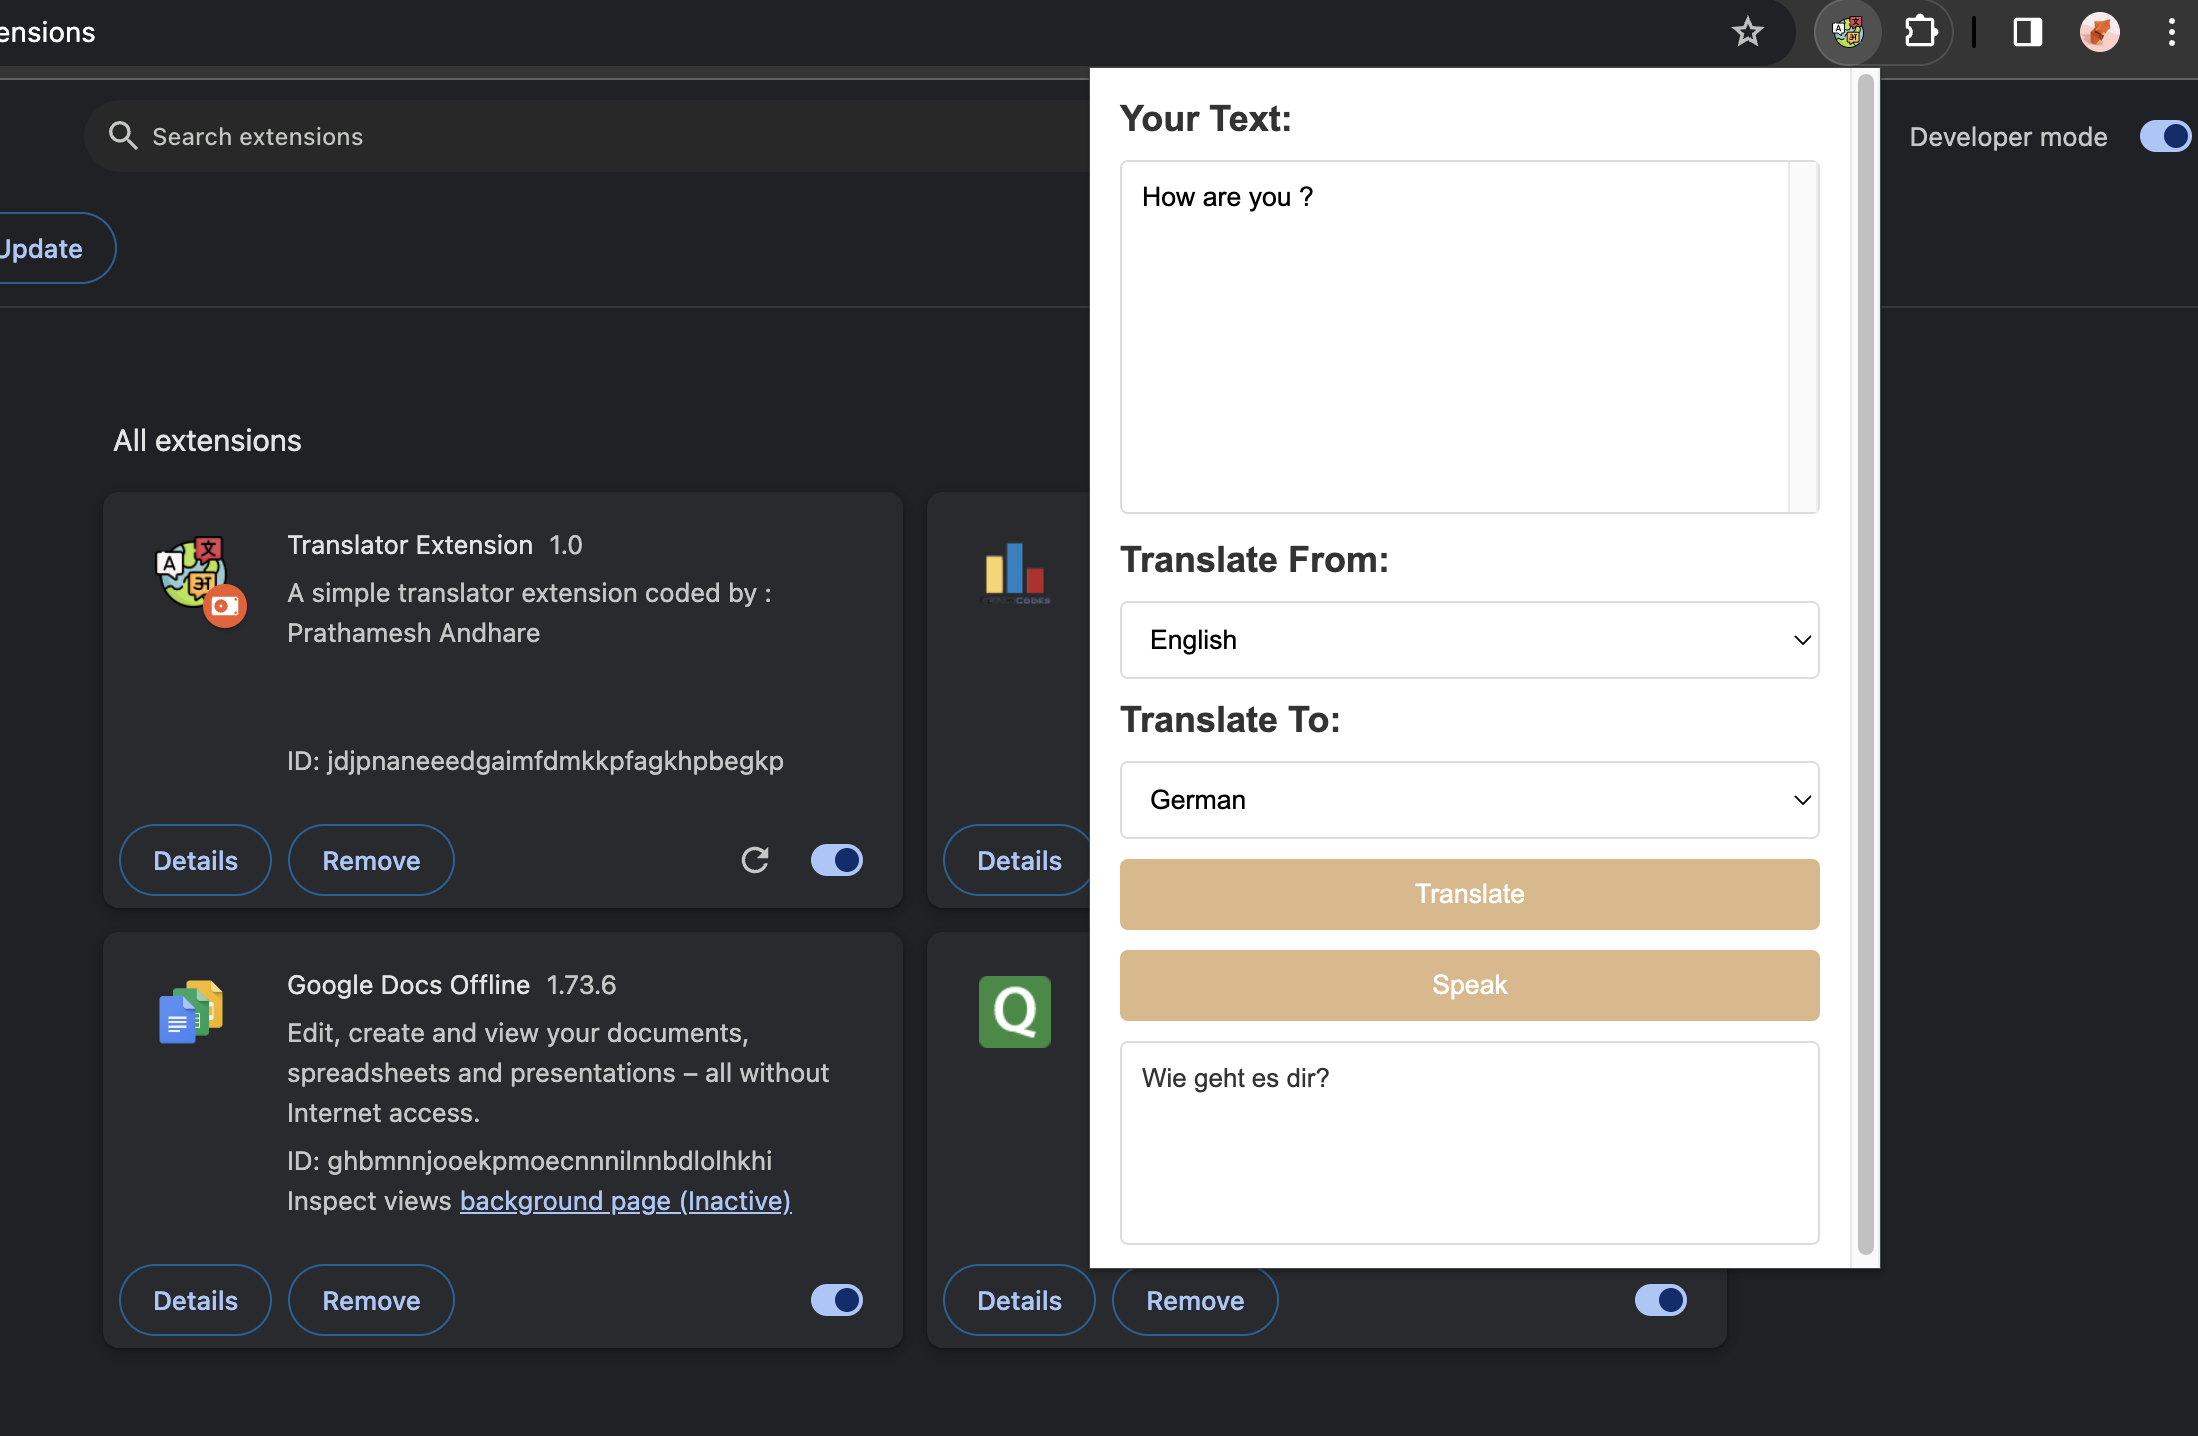 ensions
Search extensions
Developer mode
Update
All extensions
Translator Extension 1.0
A simple translator extension coded by :
Prathamesh Andhare
ID: jdjpnaneeedgaimfdmkkpfagkhpbegkp
Details
Remove
Details
Google Docs Offline 1.73.6
Edit, create and view your documents,
spreadsheets and presentations – all without
Internet access.
ID: ghbmnnjooekpmoecnnnilnnbdlolhkhi
Inspect views background page (Inactive)
Details
Remove
Q
Details
Remove
Your Text:
How are you ?
Translate From:
English
Translate To:
German
Translate
Speak
Wie geht es dir?